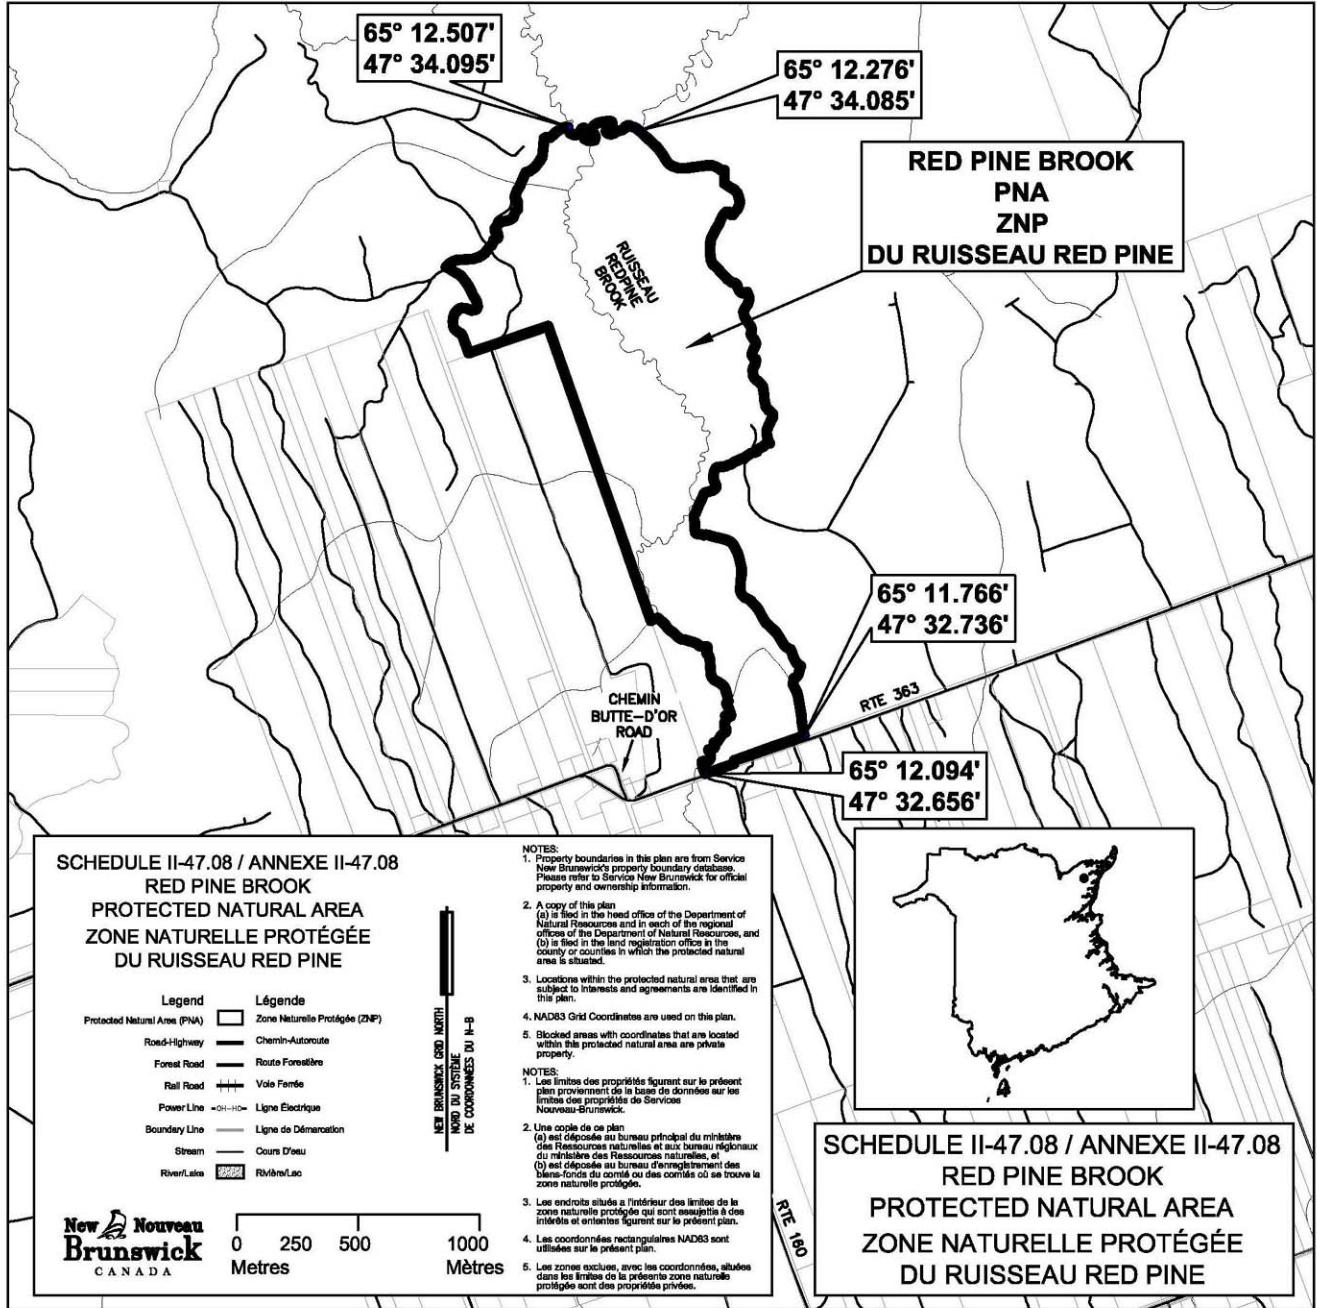 65° 12.507'
47° 34.095'
65° 12.276'
47° 34.085'
RED PINE BROOK
PNA
ZNP
DU RUISSEAU RED PINE
RUISSEAU
REDPINE
BROOK
65° 11.766'
47° 32.736'
RTE 363
CHEMIN
BUTTE-D'OR
ROAD
65° 12.094'
47° 32.656'
SCHEDULE II-47.08 / ANNEXE II-47.08
RED PINE BROOK
PROTECTED NATURAL AREA
ZONE NATURELLE PROTÉGÉE
DU RUISSEAU RED PINE
Legend Légende
Protected Natural Area (PNA) Zone Naturelle Protégée (ZNP)
Road-Highway Chemin-Autoroute
Forest Road Route Forestière
Rail Road Voie Ferrée
Power Line -OH-HO- Ligne Électrique
Boundary Line Ligne de Démarcation
Stream Cours D'eau
River/Lake Rivière/Lac
NEW BRUNSWICK GRID NORTH
NORD DU SYSTÈME
DE COORDONNÉES DU N-B
New Nouveau
Brunswick
CANADA
0 250 500 1000
Metres Mètres
NOTES:
1. Property boundaries in this plan are from Service
New Brunswick's property boundary database.
Please refer to Service New Brunswick for official
property and ownership information.
2. A copy of this plan
(a) is filed in the head office of the Department of
Natural Resources and in each of the regional
offices of the Department of Natural Resources, and
(b) is filed in the land registration office in the
county or counties in which the protected natural
area is situated.
3. Locations within the protected natural area that are
subject to interests and agreements are identified in
this plan.
4. NAD83 Grid Coordinates are used on this plan.
5. Blocked areas with coordinates that are located
within this protected natural area are private
property.
NOTES:
1. Les limites des propriétés figurant sur le présent
plan proviennent de la base de données sur les
limites des propriétés de Services
Nouveau-Brunswick.
2. Une copie de ce plan
(a) est déposée au bureau principal du ministère
des Ressources naturelles et aux bureau régionaux
du ministère des Ressources naturelles, et
(b) est déposée au bureau d'enregistrement des
biens-fonds du comté ou des comtés où se trouve la
zone naturelle protégée.
3. Les endroits situés a l'intérieur des limites de la
zone naturelle protégée qui sont assujettis à des
intérêts et ententes figurent sur le présent plan.
4. Les coordonnées rectangulaires NAD83 sont
utilisées sur le présent plan.
5. Les zones exclues, avec les coordonnées, situées
dans les limites de la présente zone naturelle
protégée sont des propriétés privées.
RTE 160
SCHEDULE II-47.08 / ANNEXE II-47.08
RED PINE BROOK
PROTECTED NATURAL AREA
ZONE NATURELLE PROTÉGÉE
DU RUISSEAU RED PINE